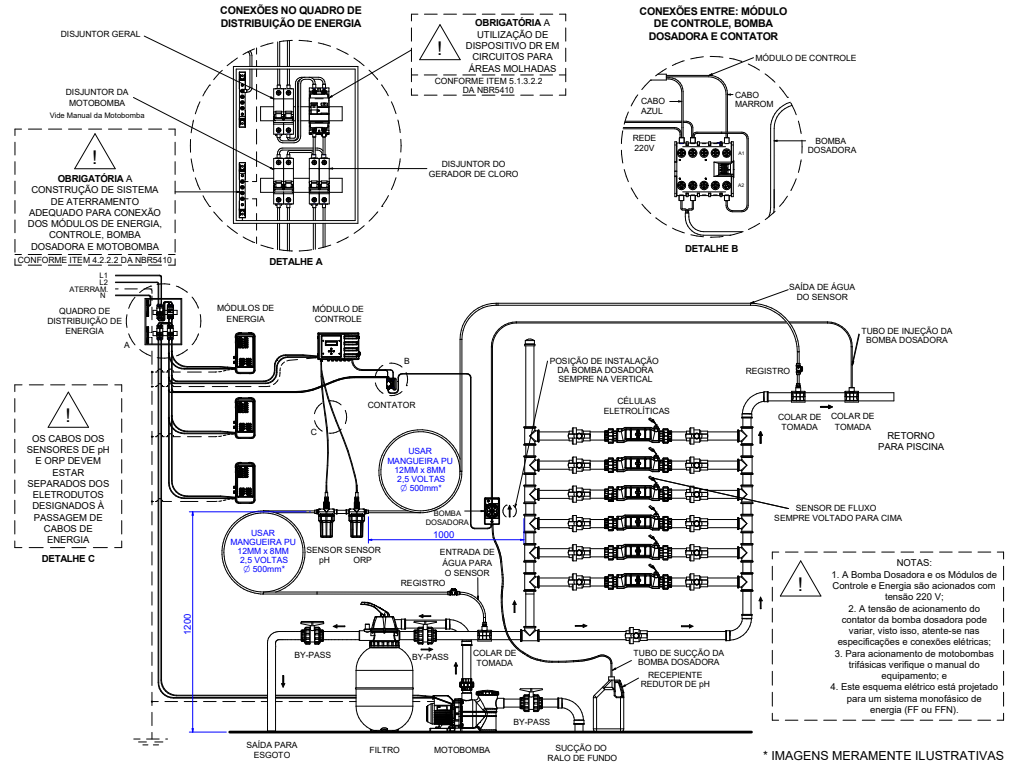 CONEXÕES NO QUADRO DE
DISTRIBUIÇÃO DE ENERGIA
DISJUNTOR GERAL
DISJUNTOR DA
MOTOBOMBA
Vide Manual da Motobomba
!
OBRIGATÓRIA A
UTILIZAÇÃO DE
DISPOSITIVO DR EM
CIRCUITOS PARA
ÁREAS MOLHADAS
CONFORME ITEM 5.1.3.2.2
DA NBR5410
!
OBRIGATÓRIA A
CONSTRUÇÃO DE SISTEMA
DE ATERRAMENTO
ADEQUADO PARA CONEXÃO
DOS MÓDULOS DE ENERGIA,
CONTROLE, BOMBA
DOSADORA E MOTOBOMBA
CONFORME ITEM 4.2.2.2 DA NBR5410
DISJUNTOR DO
GERADOR DE CLORO
DETALHE A
CONEXÕES ENTRE: MÓDULO
DE CONTROLE, BOMBA
DOSADORA E CONTATOR
MÓDULO DE CONTROLE
CABO
AZUL
CABO
MARROM
REDE
220V
A1
A2
BOMBA
DOSADORA
DETALHE B
L1
L2
ATERRAM.
N
QUADRO DE
DISTRIBUIÇÃO DE
ENERGIA
A
MÓDULOS DE
ENERGIA
MÓDULO DE
CONTROLE
B
CONTATOR
C
!
OS CABOS DOS
SENSORES DE pH
E ORP DEVEM
ESTAR
SEPARADOS DOS
ELETRODUTOS
DESIGNADOS À
PASSAGEM DE
CABOS DE
ENERGIA
DETALHE C
SAÍDA DE ÁGUA
DO SENSOR
TUBO DE INJEÇÃO DA
BOMBA DOSADORA
POSIÇÃO DE INSTALAÇÃO
DA BOMBA DOSADORA
SEMPRE NA VERTICAL
REGISTRO
CÉLULAS
ELETROLÍTICAS
COLAR DE
TOMADA
COLAR DE
TOMADA
RETORNO
PARA PISCINA
USAR
MANGUEIRA PU
12MM x 8MM
2,5 VOLTAS
Ø 500mm*
BOMBA
DOSADORA
SENSOR DE FLUXO
SEMPRE VOLTADO PARA CIMA
1000
USAR
MANGUEIRA PU
12MM x 8MM
2,5 VOLTAS
Ø 500mm*
SENSOR
pH
SENSOR
ORP
ENTRADA DE
ÁGUA PARA
O SENSOR
REGISTRO
1200
BY-PASS
BY-PASS
COLAR DE
TOMADA
TUBO DE SUCÇÃO DA
BOMBA DOSADORA
RECEPIENTE
REDUTOR DE pH
BY-PASS
SAÍDA PARA
ESGOTO
FILTRO
MOTOBOMBA
SUCÇÃO DO
RALO DE FUNDO
!
NOTAS:
1. A Bomba Dosadora e os Módulos de
Controle e Energia são acionados com
tensão 220 V;
2. A tensão de acionamento do
contator da bomba dosadora pode
variar, visto isso, atente-se nas
especificações e conexões elétricas;
3. Para acionamento de motobombas
trifásicas verifique o manual do
equipamento; e
4. Este esquema elétrico está projetado
para um sistema monofásico de
energia (FF ou FFN).
* IMAGENS MERAMENTE ILUSTRATIVAS